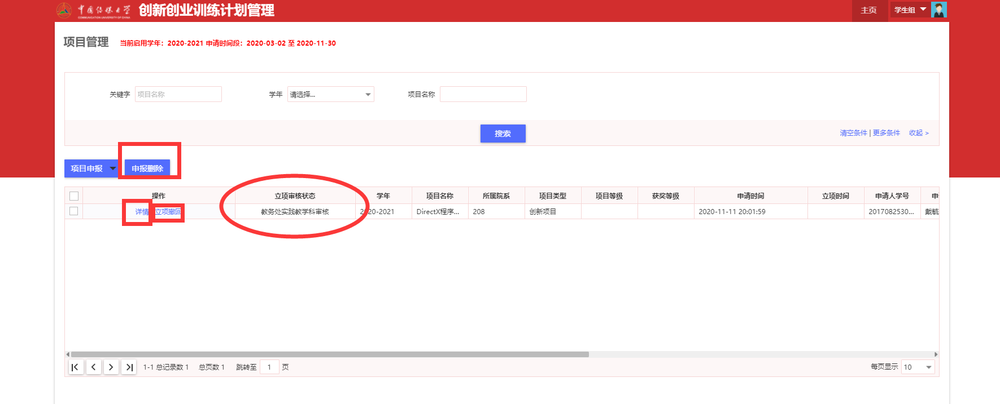 中国传媒大学 创新创业训练计划管理 主页 学生组
COMMUNICATION UNIVERSITY OF CHINA
项目管理 当前启用学年：2020-2021 申请时间段：2020-03-02 至 2020-11-30
关键字 项目名称 学年 请选择... 项目名称
搜索 清空条件 | 更多条件 收起 >
项目申报 申报删除
操作 立项审核状态 学年 项目名称 所属院系 项目类型 项目等级 获奖等级 申请时间 立项时间 申请人学号 申
详情 立项撤回 教务处实践教学科审核 2020-2021 DirectX程序... 208 创新项目 2020-11-11 20:01:59 2017082530... 戴毓
1-1 总记录数 1 总页数 1 跳转至 1 页 每页显示 10